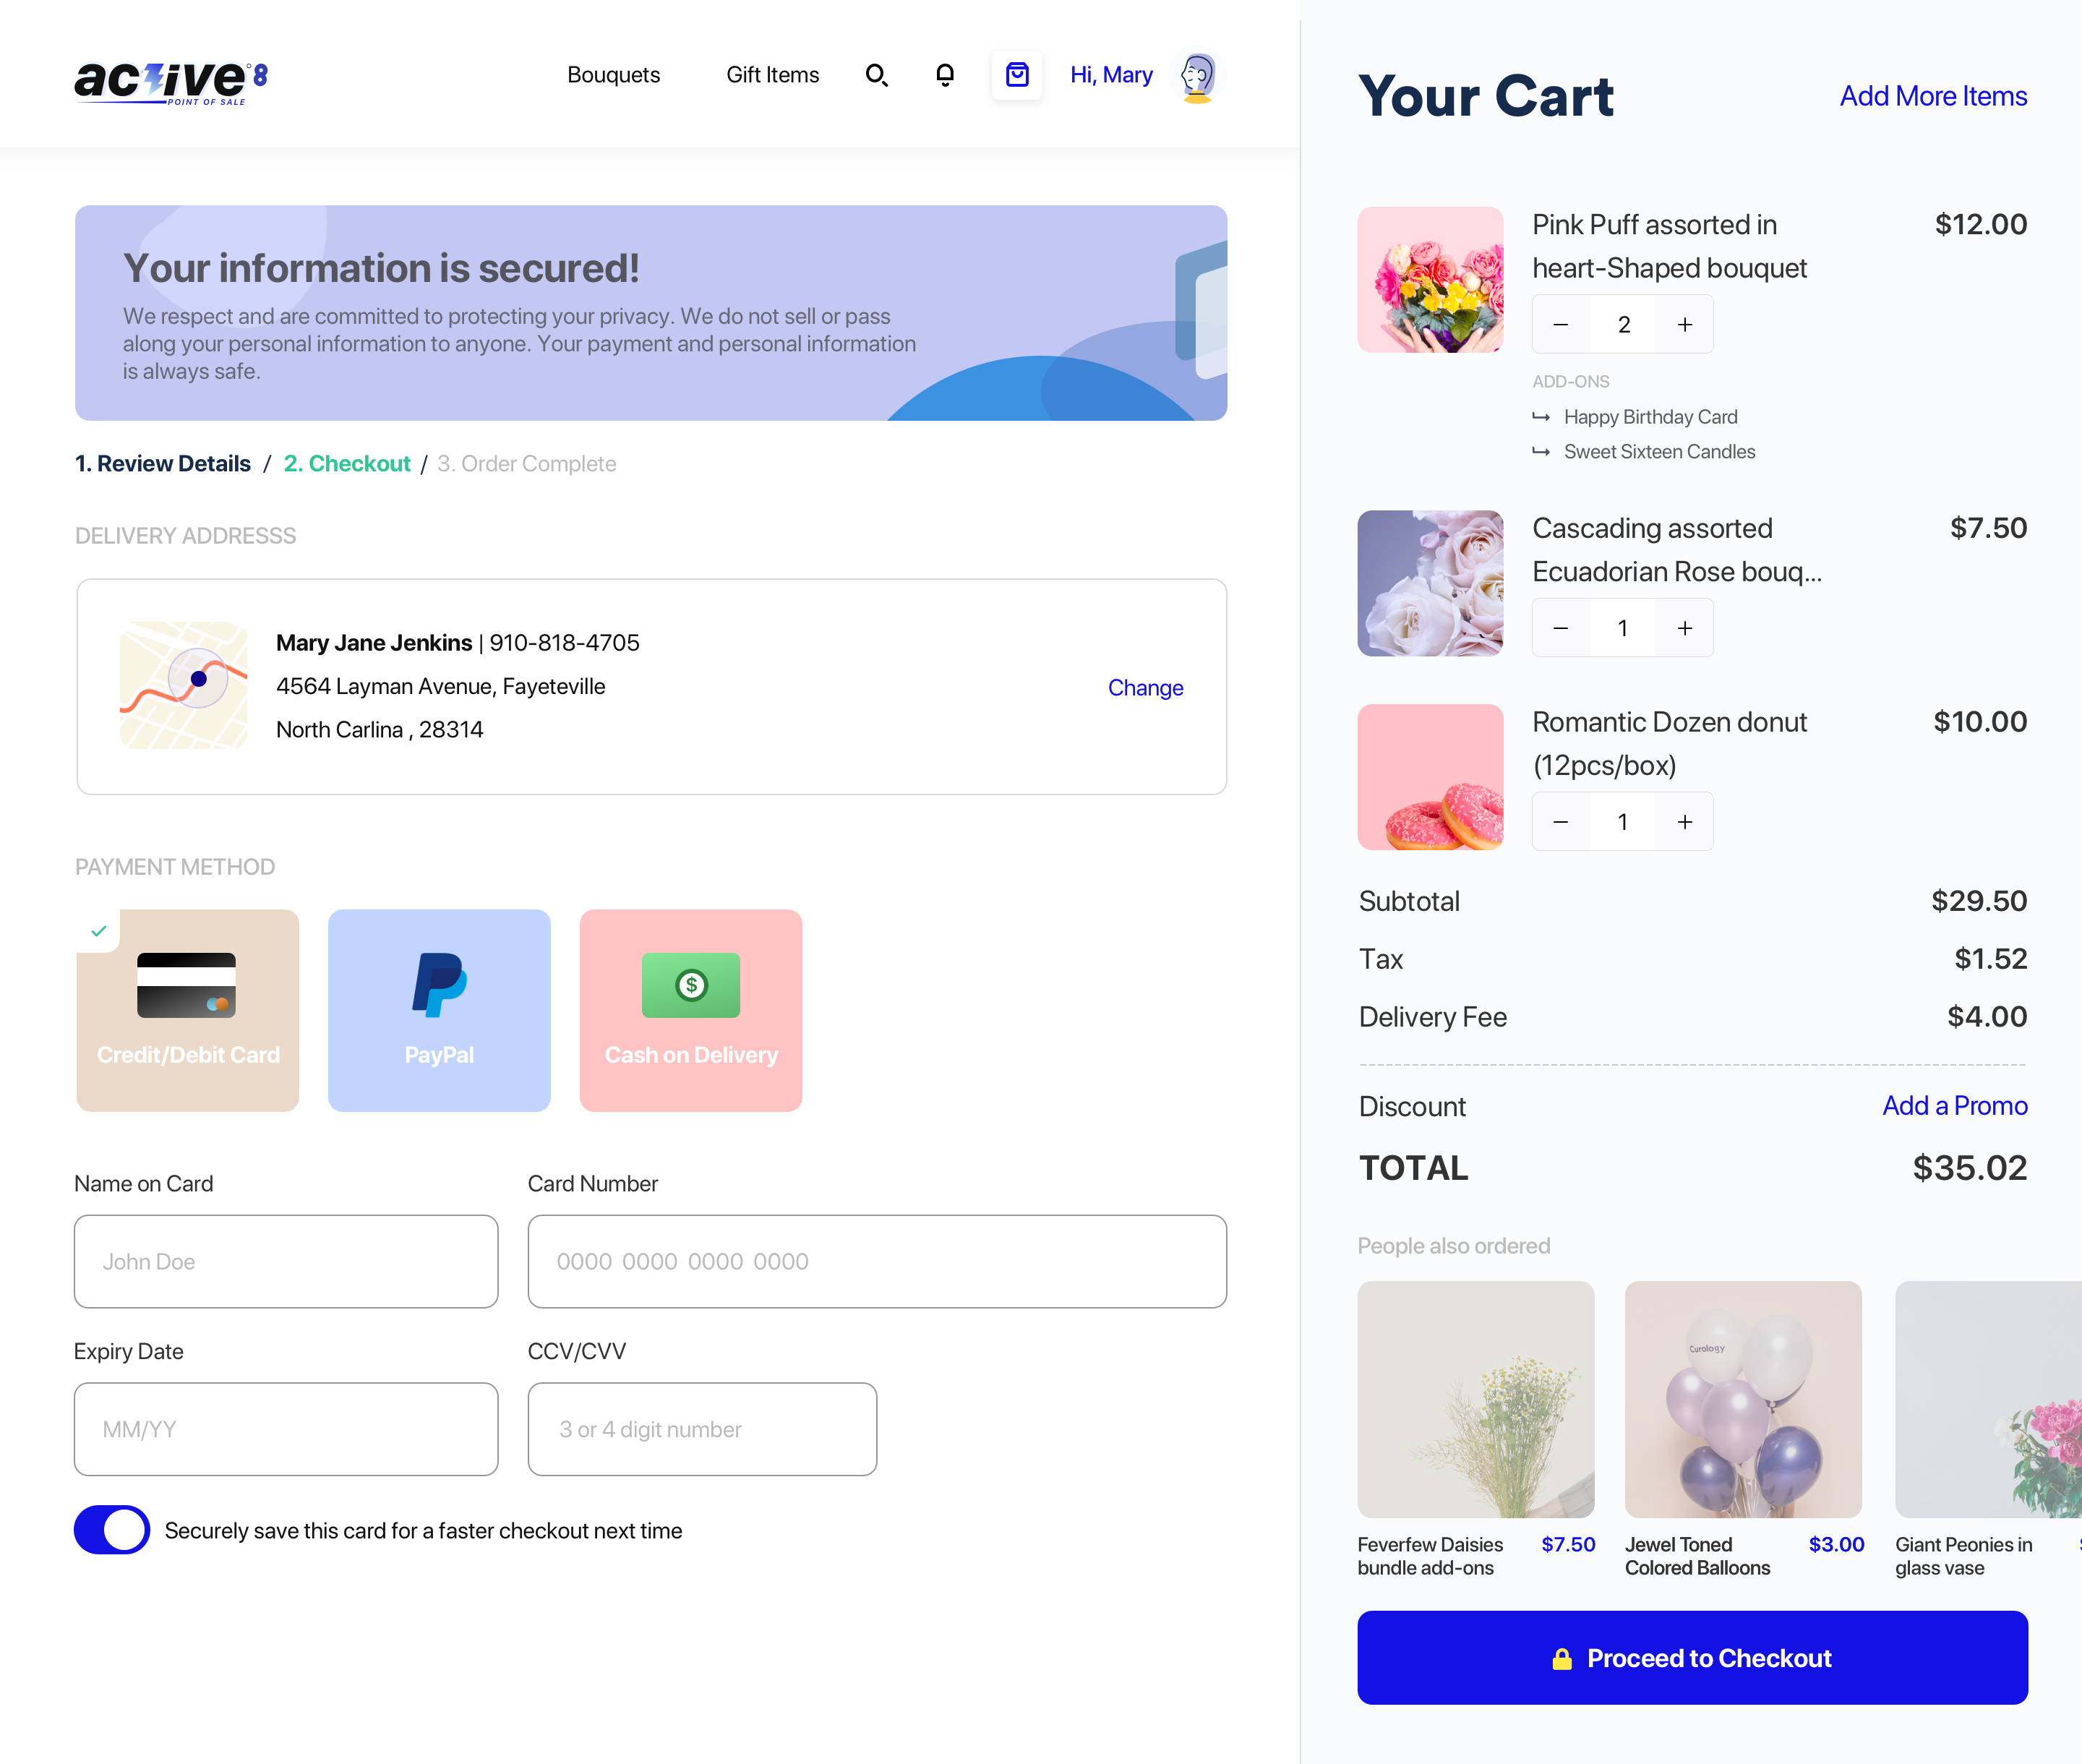 active 8
POINT OF SALE
Bouquets
Gift Items
Hi, Mary
Your information is secured!
We respect and are committed to protecting your privacy. We do not sell or pass
along your personal information to anyone. Your payment and personal information
is always safe.
1. Review Details / 2. Checkout / 3. Order Complete
DELIVERY ADDRESSS
Mary Jane Jenkins | 910-818-4705
4564 Layman Avenue, Fayeteville
North Carlina , 28314
Change
PAYMENT METHOD
Credit/Debit Card
PayPal
$
Cash on Delivery
Name on Card
John Doe
Card Number
0000 0000 0000 0000
Expiry Date
MM/YY
CCV/CVV
3 or 4 digit number
Securely save this card for a faster checkout next time
Your Cart
Add More Items
Pink Puff assorted in
heart-Shaped bouquet
$12.00
− 2 +
ADD-ONS
Happy Birthday Card
Sweet Sixteen Candles
Cascading assorted
Ecuadorian Rose bouq...
$7.50
− 1 +
Romantic Dozen donut
(12pcs/box)
$10.00
− 1 +
Subtotal $29.50
Tax $1.52
Delivery Fee $4.00
Discount Add a Promo
TOTAL $35.02
People also ordered
Curology
Feverfew Daisies
bundle add-ons
$7.50
Jewel Toned
Colored Balloons
$3.00
Giant Peonies in
glass vase
Proceed to Checkout